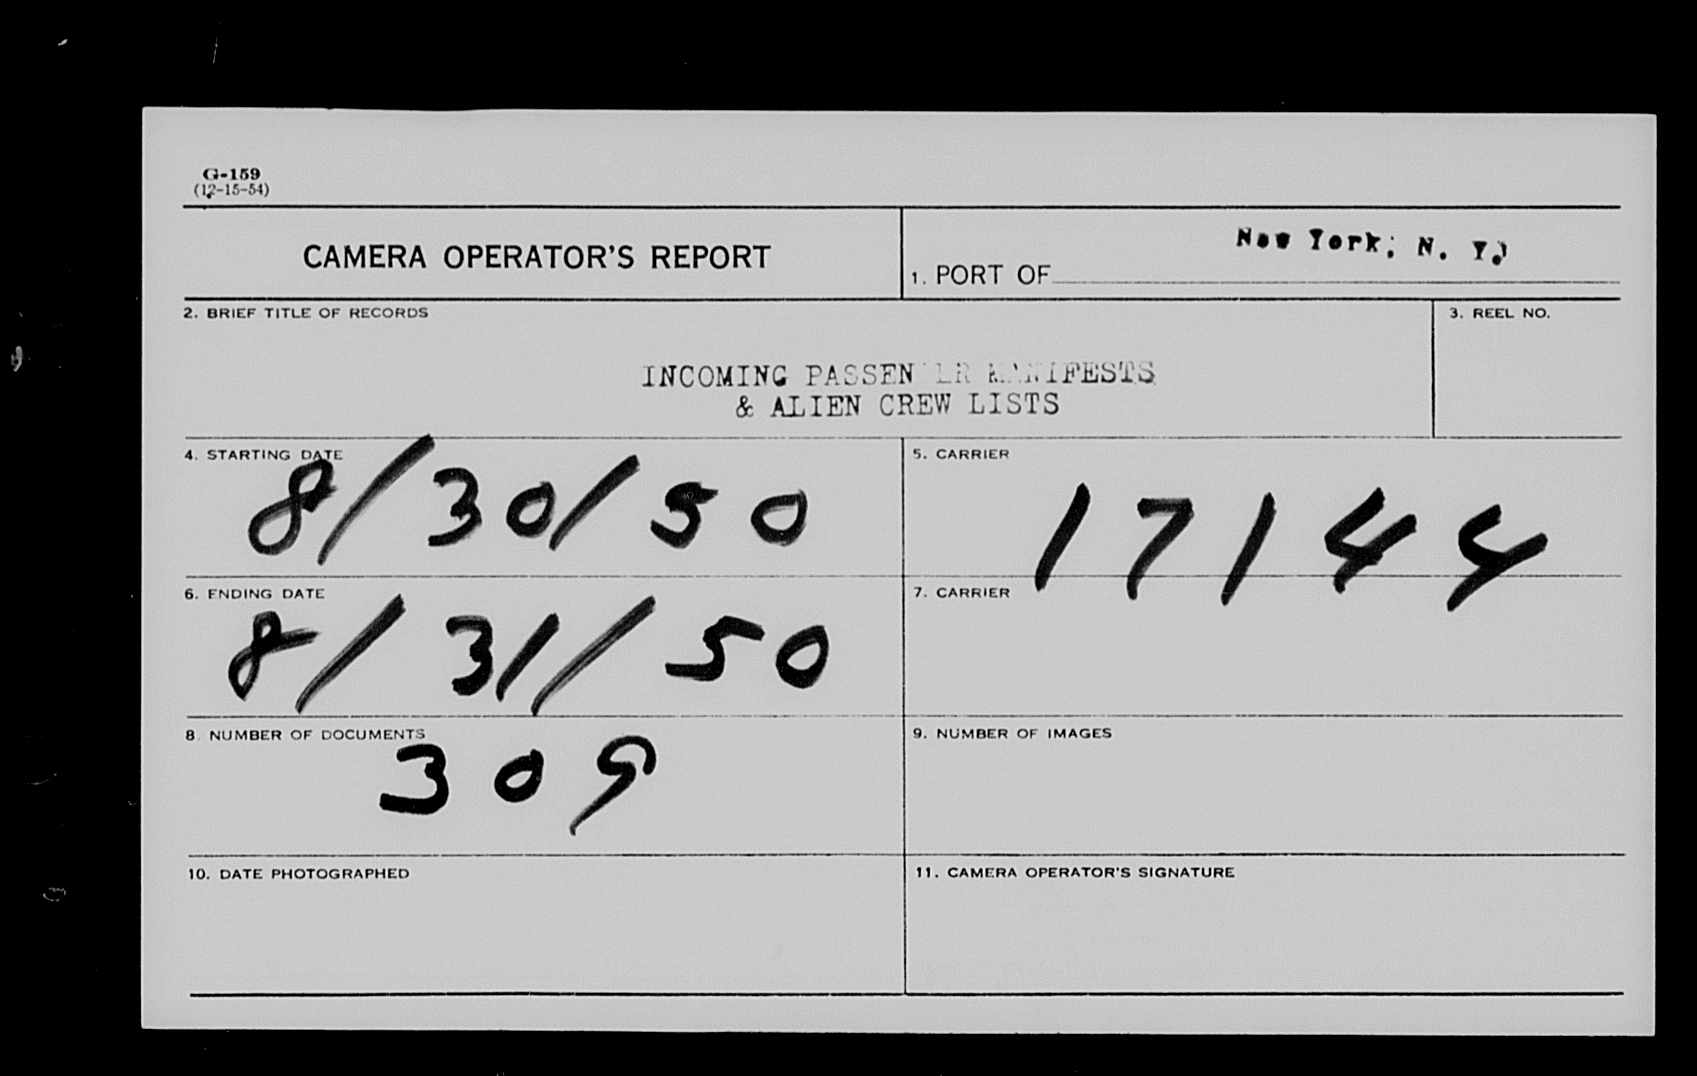 G-159
(12-15-54)
CAMERA OPERATOR'S REPORT
1. PORT OF New York, N. Y.
2. BRIEF TITLE OF RECORDS
3. REEL NO.
INCOMING PASSENGER MANIFESTS
& ALIEN CREW LISTS
4. STARTING DATE
8/30/50
5. CARRIER
17144
6. ENDING DATE
8/31/50
7. CARRIER
8. NUMBER OF DOCUMENTS
309
9. NUMBER OF IMAGES
10. DATE PHOTOGRAPHED
11. CAMERA OPERATOR'S SIGNATURE